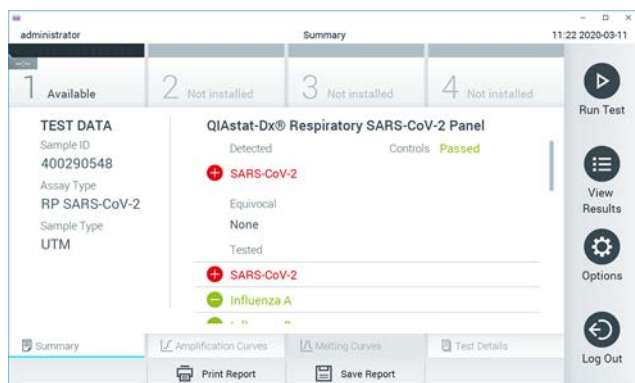 administrator Summary 11:22 2020-03-11
1 Available 2 Not installed 3 Not installed 4 Not installed
Run Test
TEST DATA
Sample ID
400290548
Assay Type
RP SARS-CoV-2
Sample Type
UTM
QIAstat-Dx® Respiratory SARS-CoV-2 Panel
Detected Controls Passed
SARS-CoV-2
Equivocal
None
Tested
SARS-CoV-2
Influenza A
View
Results
Options
Summary Amplification Curves Melting Curves Test Details
Print Report Save Report
Log Out